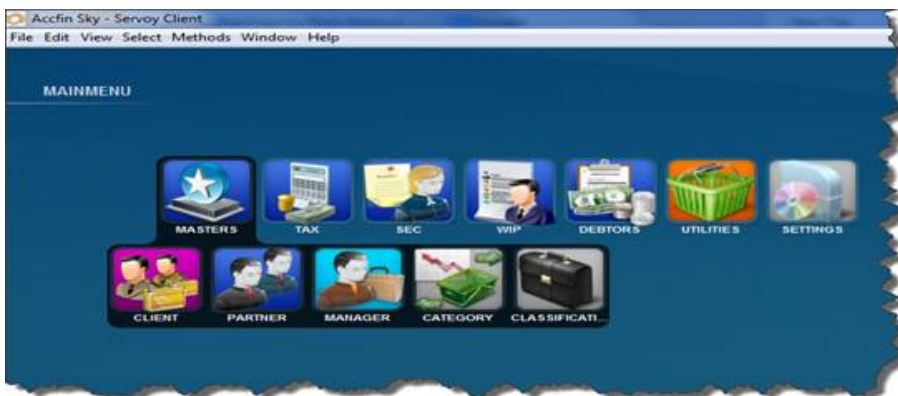 Accfin Sky - Servoy Client
File Edit View Select Methods Window Help
MAINMENU
MASTERS TAX SEC WIP DEBTORS UTILITIES SETTINGS
CLIENT PARTNER MANAGER CATEGORY CLASSIFICATI...